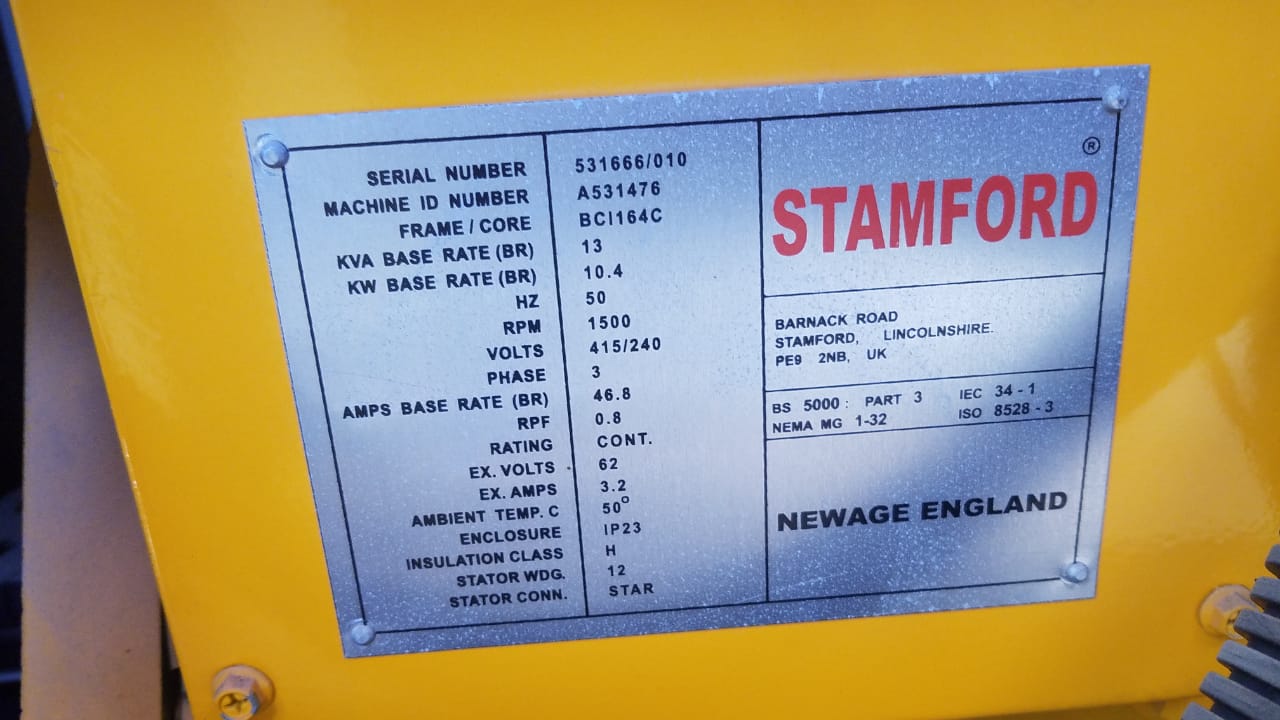 SERIAL NUMBER 531666/010
MACHINE ID NUMBER A531476
FRAME / CORE BCI164C
KVA BASE RATE (BR) 13
KW BASE RATE (BR) 10.4
HZ 50
RPM 1500
VOLTS 415/240
PHASE 3
AMPS BASE RATE (BR) 46.8
RPF 0.8
RATING CONT.
EX. VOLTS 62
EX. AMPS 3.2
AMBIENT TEMP. C 50°
ENCLOSURE IP23
INSULATION CLASS H
STATOR WDG. 12
STATOR CONN. STAR
®
STAMFORD
BARNACK ROAD
STAMFORD, LINCOLNSHIRE.
PE9 2NB, UK
BS 5000 : PART 3 IEC 34 - 1
NEMA MG 1-32 ISO 8528 - 3
NEWAGE ENGLAND